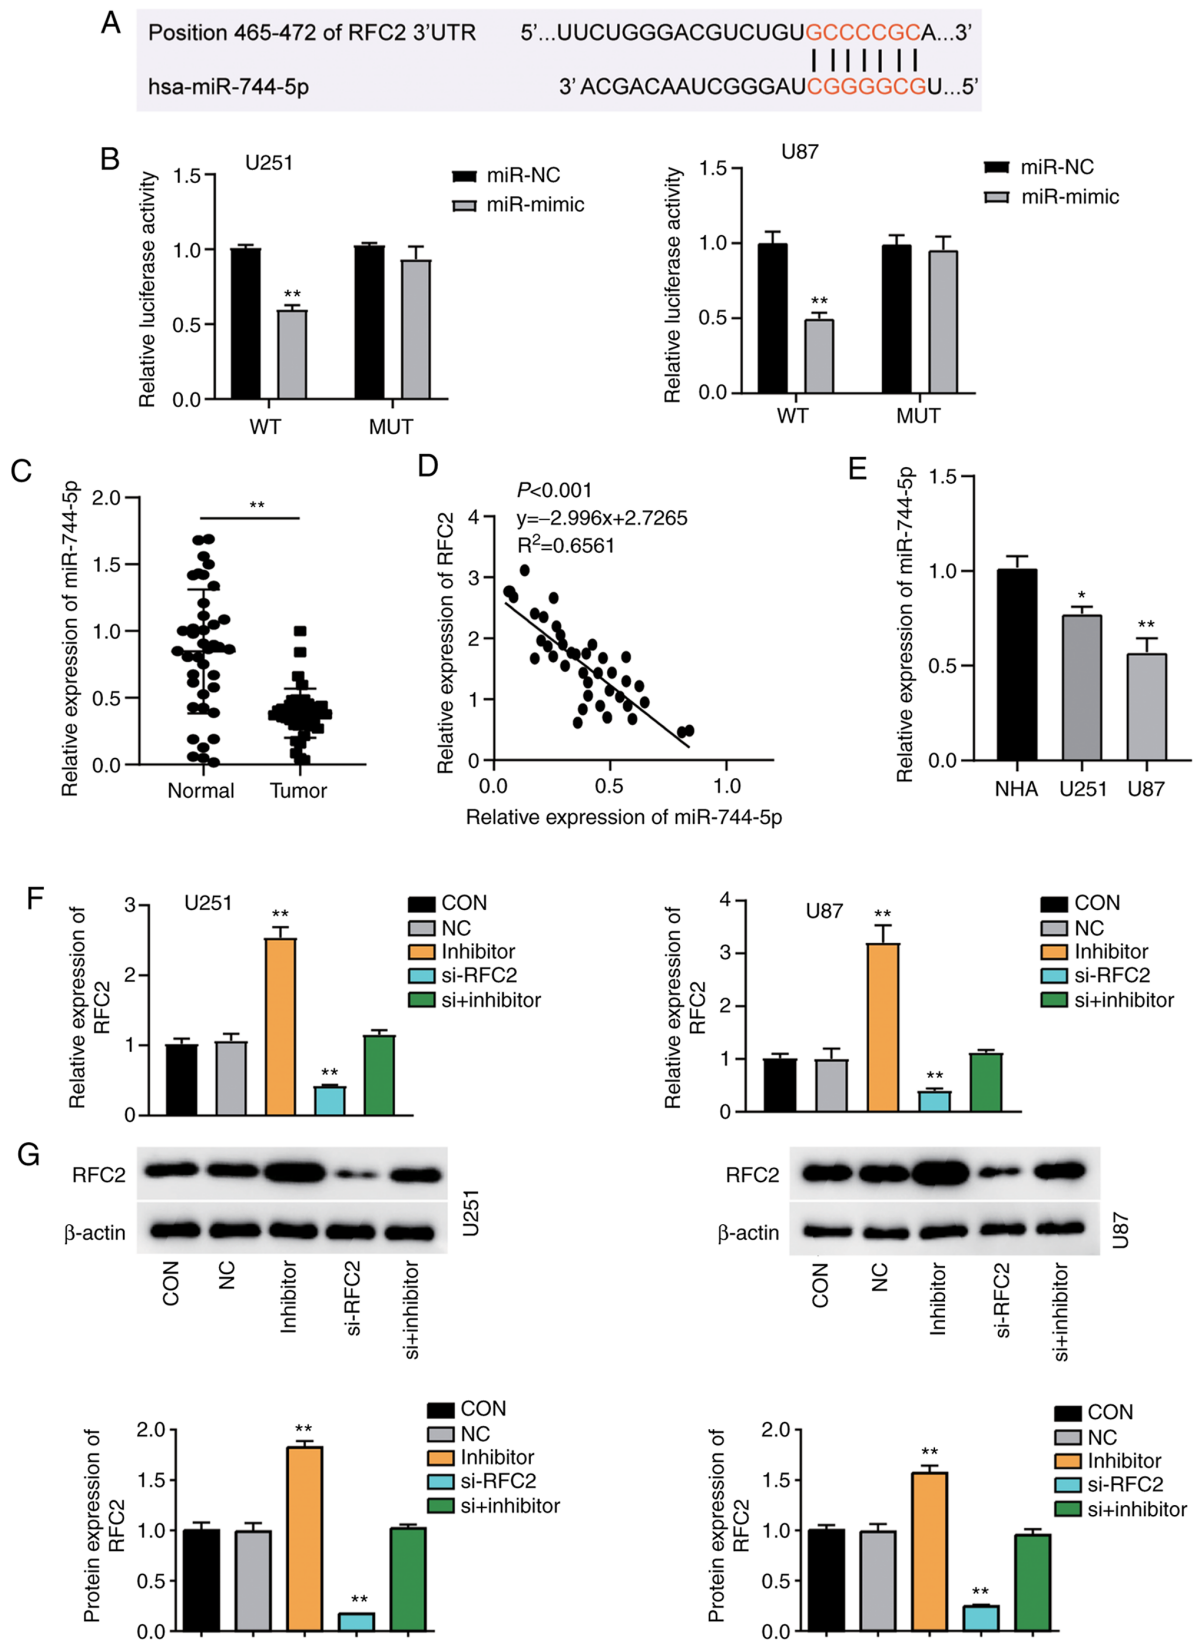 A
Position 465-472 of RFC2 3'UTR 5'...UUCUGGGACGUCUGUGCCCCGCA...3'
hsa-miR-744-5p 3' ACGACAAUCGGGAUCGGGGCGU...5'
B
U251
Relative luciferase activity
1.5
1.0
0.5
0.0
**
WT
MUT
miR-NC
miR-mimic
U87
Relative luciferase activity
1.5
1.0
0.5
0.0
**
WT
MUT
miR-NC
miR-mimic
C
Relative expression of miR-744-5p
2.0
1.5
1.0
0.5
0.0
**
Normal
Tumor
D
P<0.001
y=−2.996x+2.7265
R²=0.6561
Relative expression of RFC2
4
3
2
1
0
0.0
0.5
1.0
Relative expression of miR-744-5p
E
Relative expression of miR-744-5p
1.5
1.0
0.5
0.0
*
**
NHA
U251
U87
F
U251
Relative expression of
RFC2
3
2
1
0
**
**
CON
NC
Inhibitor
si-RFC2
si+inhibitor
U87
Relative expression of
RFC2
4
3
2
1
0
**
**
CON
NC
Inhibitor
si-RFC2
si+inhibitor
G
RFC2
β-actin
U251
CON
NC
Inhibitor
si-RFC2
si+inhibitor
RFC2
β-actin
U87
CON
NC
Inhibitor
si-RFC2
si+inhibitor
Protein expression of
RFC2
2.0
1.5
1.0
0.5
0.0
**
**
CON
NC
Inhibitor
si-RFC2
si+inhibitor
Protein expression of
RFC2
2.0
1.5
1.0
0.5
0.0
**
**
CON
NC
Inhibitor
si-RFC2
si+inhibitor